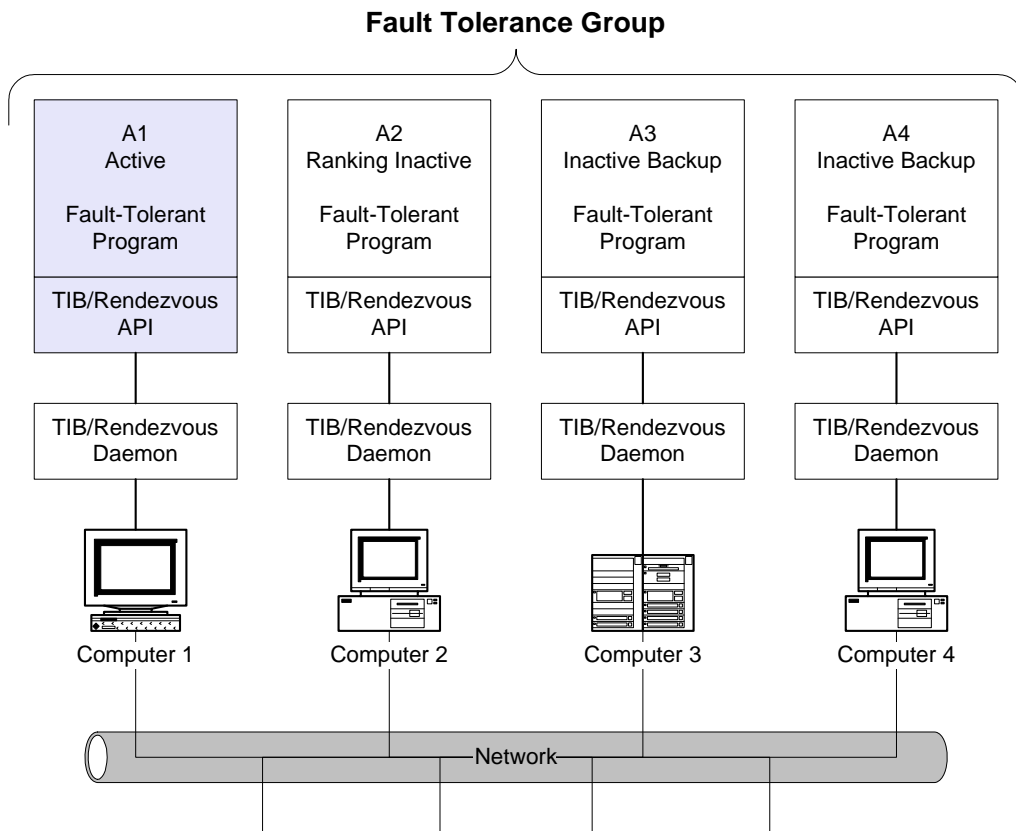 Fault Tolerance Group
A1
Active
Fault-Tolerant
Program
TIB/Rendezvous
API
TIB/Rendezvous
Daemon
Computer 1
A2
Ranking Inactive
Fault-Tolerant
Program
TIB/Rendezvous
API
TIB/Rendezvous
Daemon
Computer 2
A3
Inactive Backup
Fault-Tolerant
Program
TIB/Rendezvous
API
TIB/Rendezvous
Daemon
Computer 3
A4
Inactive Backup
Fault-Tolerant
Program
TIB/Rendezvous
API
TIB/Rendezvous
Daemon
Computer 4
Network